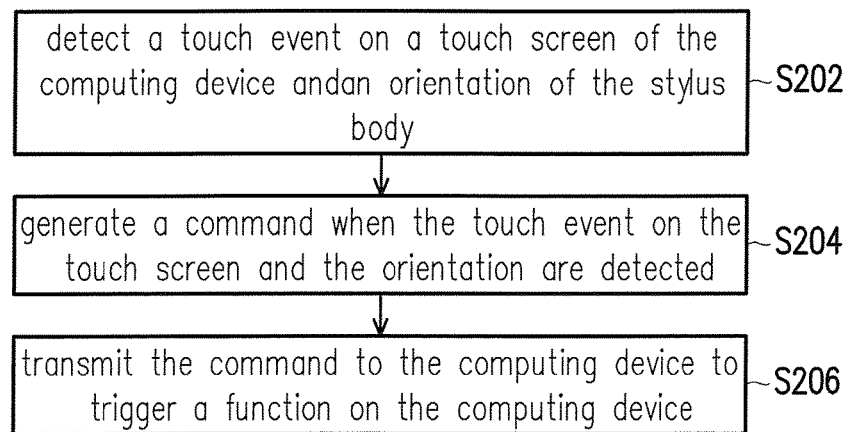 detect a touch event on a touch screen of the
computing device andan orientation of the stylus
body
S202
generate a command when the touch event on the
touch screen and the orientation are detected
S204
transmit the command to the computing device to
trigger a function on the computing device
S206